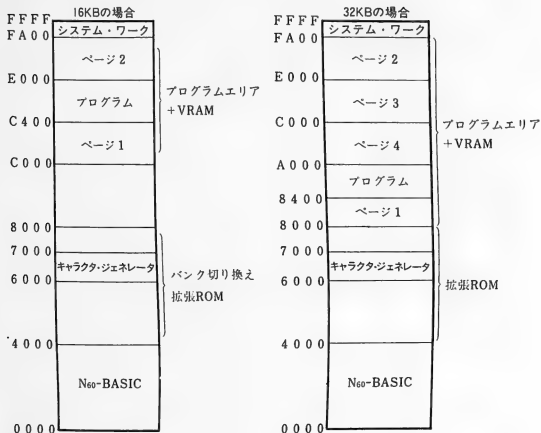 16KBの場合
FFFF
システム・ワーク
FA00
ページ2
E000
プログラム
C400
ページ1
C000
プログラムエリア
+VRAM
8000
7000
キャラクタ・ジェネレータ
6000
バンク切り換え
拡張ROM
4000
N60-BASIC
0000
32KBの場合
FFFF
システム・ワーク
FA00
ページ2
E000
ページ3
C000
ページ4
A000
プログラム
8400
ページ1
8000
プログラムエリア
+VRAM
7000
キャラクタ・ジェネレータ
6000
拡張ROM
4000
N60-BASIC
0000